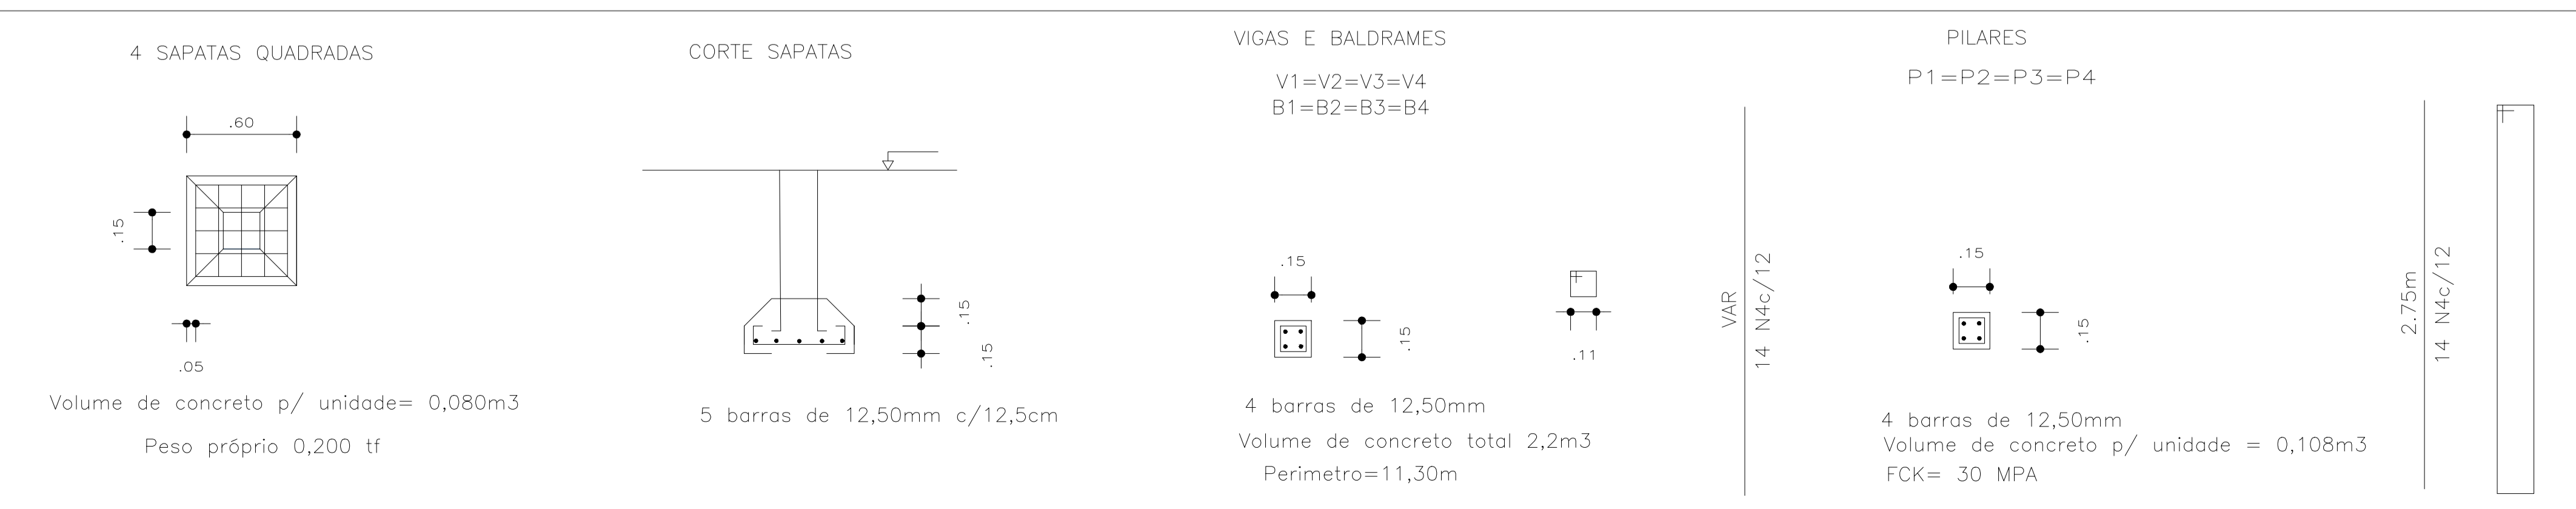 4 SAPATAS QUADRADAS
.60
.15
.05
Volume de concreto p/ unidade= 0,080m3
Peso próprio 0,200 tf
CORTE SAPATAS
.15
.15
5 barras de 12,50mm c/12,5cm
VIGAS E BALDRAMES
V1=V2=V3=V4
B1=B2=B3=B4
.15
.15
.11
VAR
14 N4c/12
4 barras de 12,50mm
Volume de concreto total 2,2m3
Perimetro=11,30m
PILARES
P1=P2=P3=P4
.15
.15
2.75m
14 N4c/12
4 barras de 12,50mm
Volume de concreto p/ unidade = 0,108m3
FCK= 30 MPA